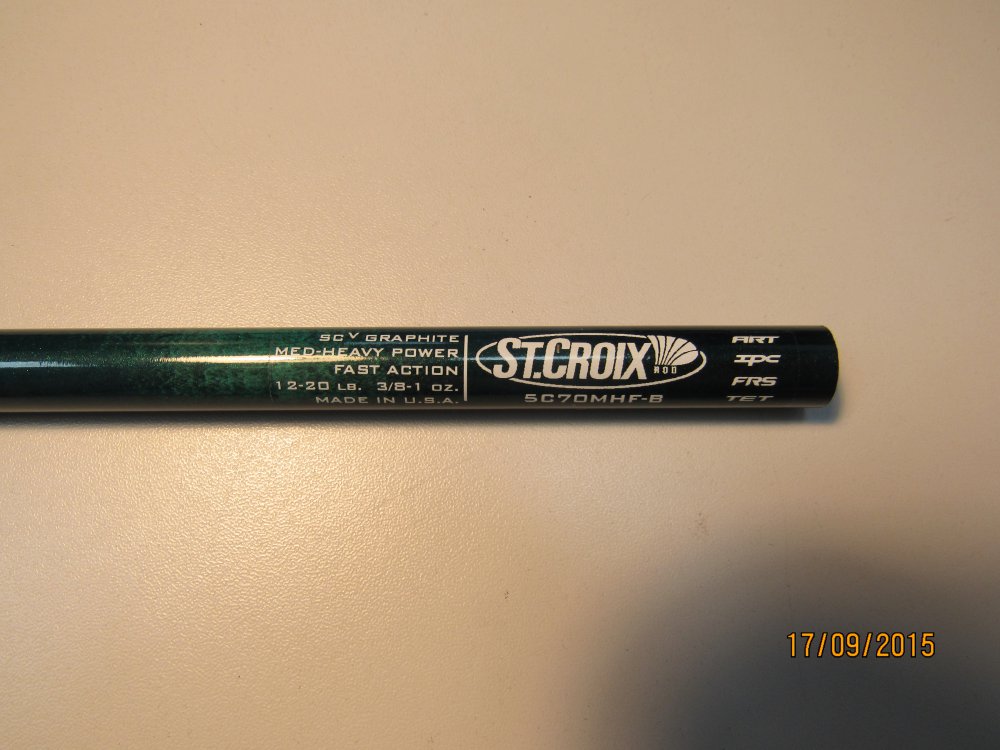 SCV GRAPHITE
MED-HEAVY POWER
FAST ACTION
12-20 LB. 3/8-1 OZ.
MADE IN U.S.A.
ST.CROIX
ROD
5C70MHF-B
ART
IPC
FRS
TET
17/09/2015